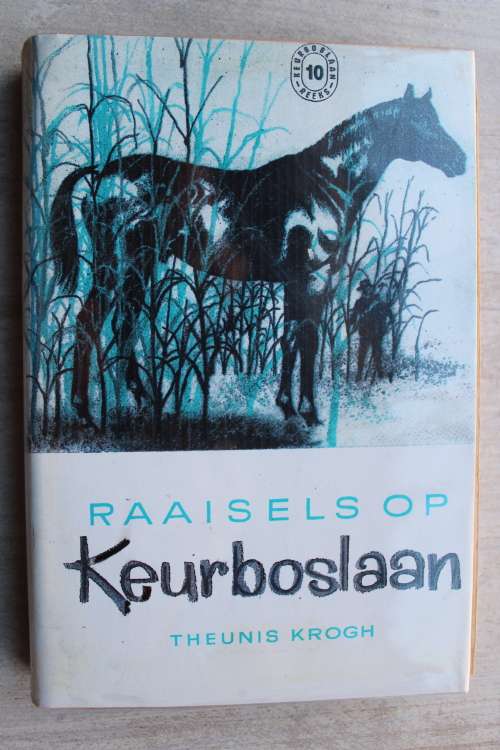 KEURBOSLAAN
10
REEKS
RAAISELS OP
Keurboslaan
THEUNIS KROGH